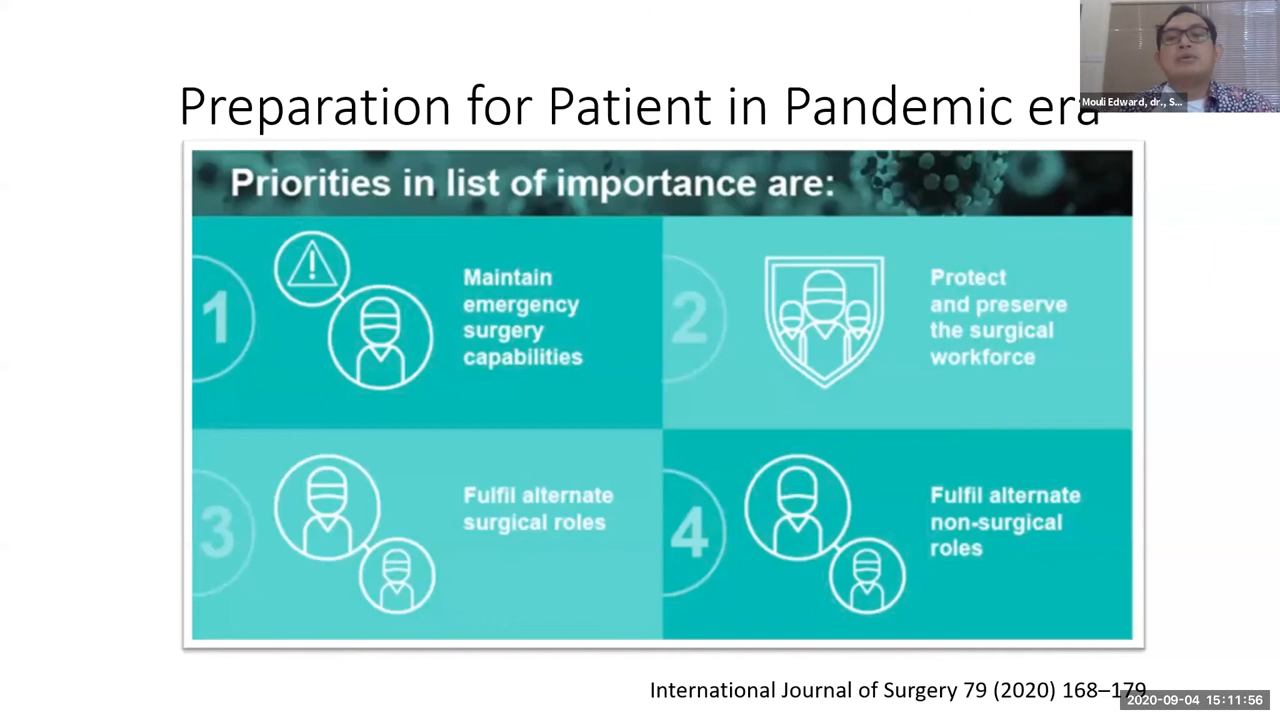 Preparation for Patient in Pandemic era
Mouli Edward, dr., S...
Priorities in list of importance are:
1
Maintain
emergency
surgery
capabilities
2
Protect
and preserve
the surgical
workforce
3
Fulfil alternate
surgical roles
4
Fulfil alternate
non-surgical
roles
International Journal of Surgery 79 (2020) 168–179
2020-09-04 15:11:56